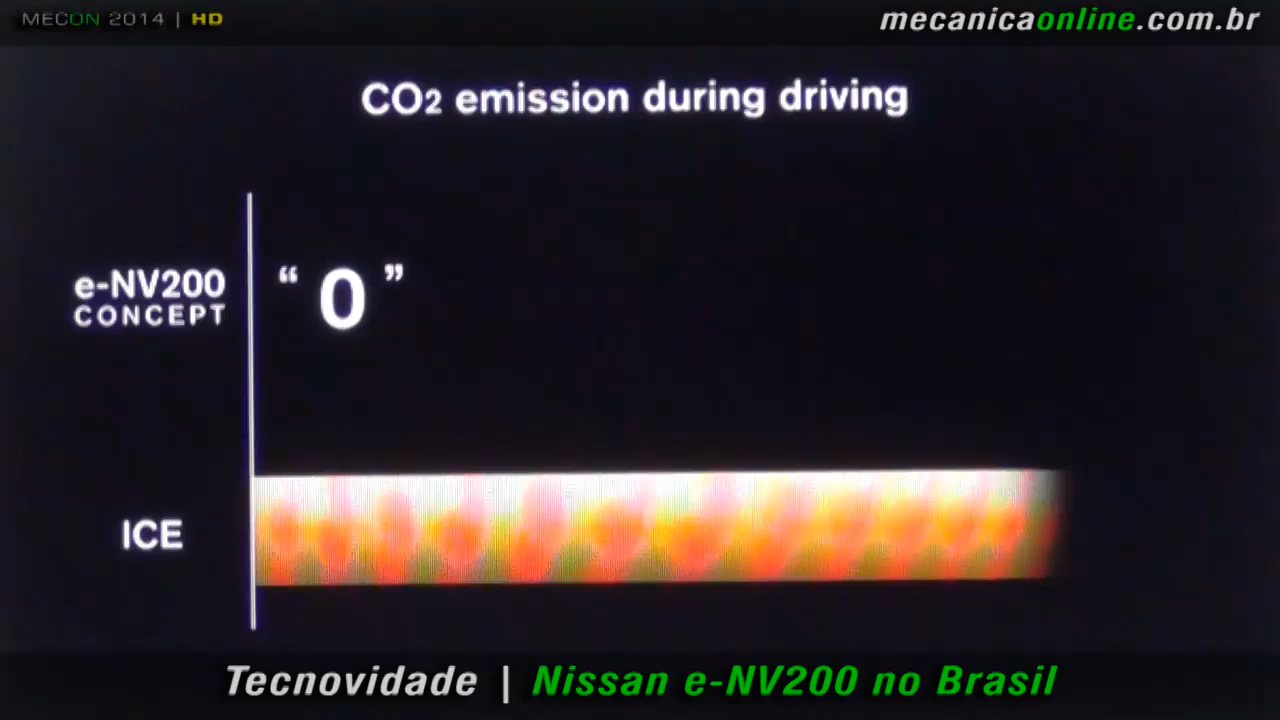 MECON 2014 | HD
mecanicaonline.com.br
CO2 emission during driving
e-NV200
CONCEPT
“ 0 ”
ICE
Tecnovidade | Nissan e-NV200 no Brasil